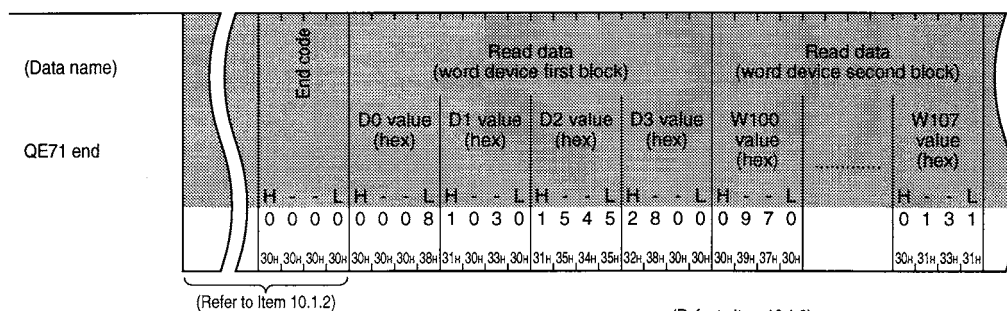 (Data name)
End code
Read data
(word device first block)
Read data
(word device second block)
QE71 end
D0 value
(hex)
D1 value
(hex)
D2 value
(hex)
D3 value
(hex)
W100
value
(hex)
W107
value
(hex)
H - - L H - - L H - - L H - - L H - - L H - - L H - - L
0 0 0 0 0 0 0 8 1 0 3 0 1 5 4 5 2 8 0 0 0 9 7 0 0 1 3 1
30H 30H 30H 30H 30H 30H 30H 38H 31H 30H 33H 30H 31H 35H 34H 35H 32H 38H 30H 30H 30H 39H 37H 30H 30H 31H 33H 31H
(Refer to Item 10.1.2)